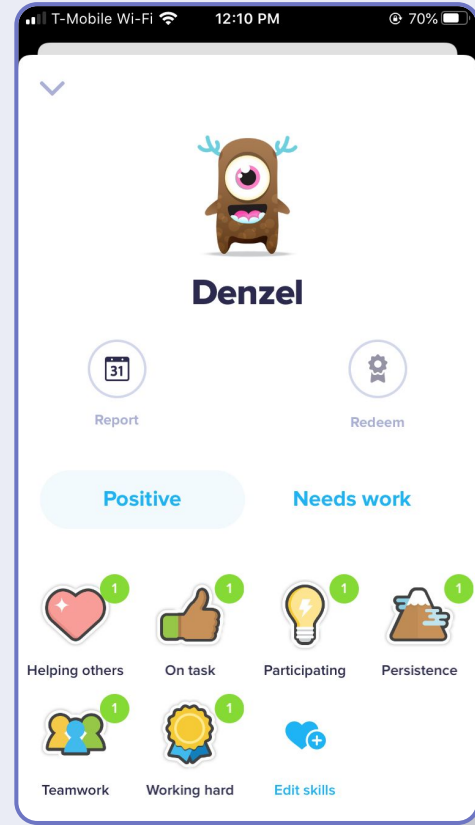 T-Mobile Wi-Fi 12:10 PM 70%
Denzel
31
Report Redeem
Positive Needs work
1 1 1 1
Helping others On task Participating Persistence
1 1
Teamwork Working hard Edit skills